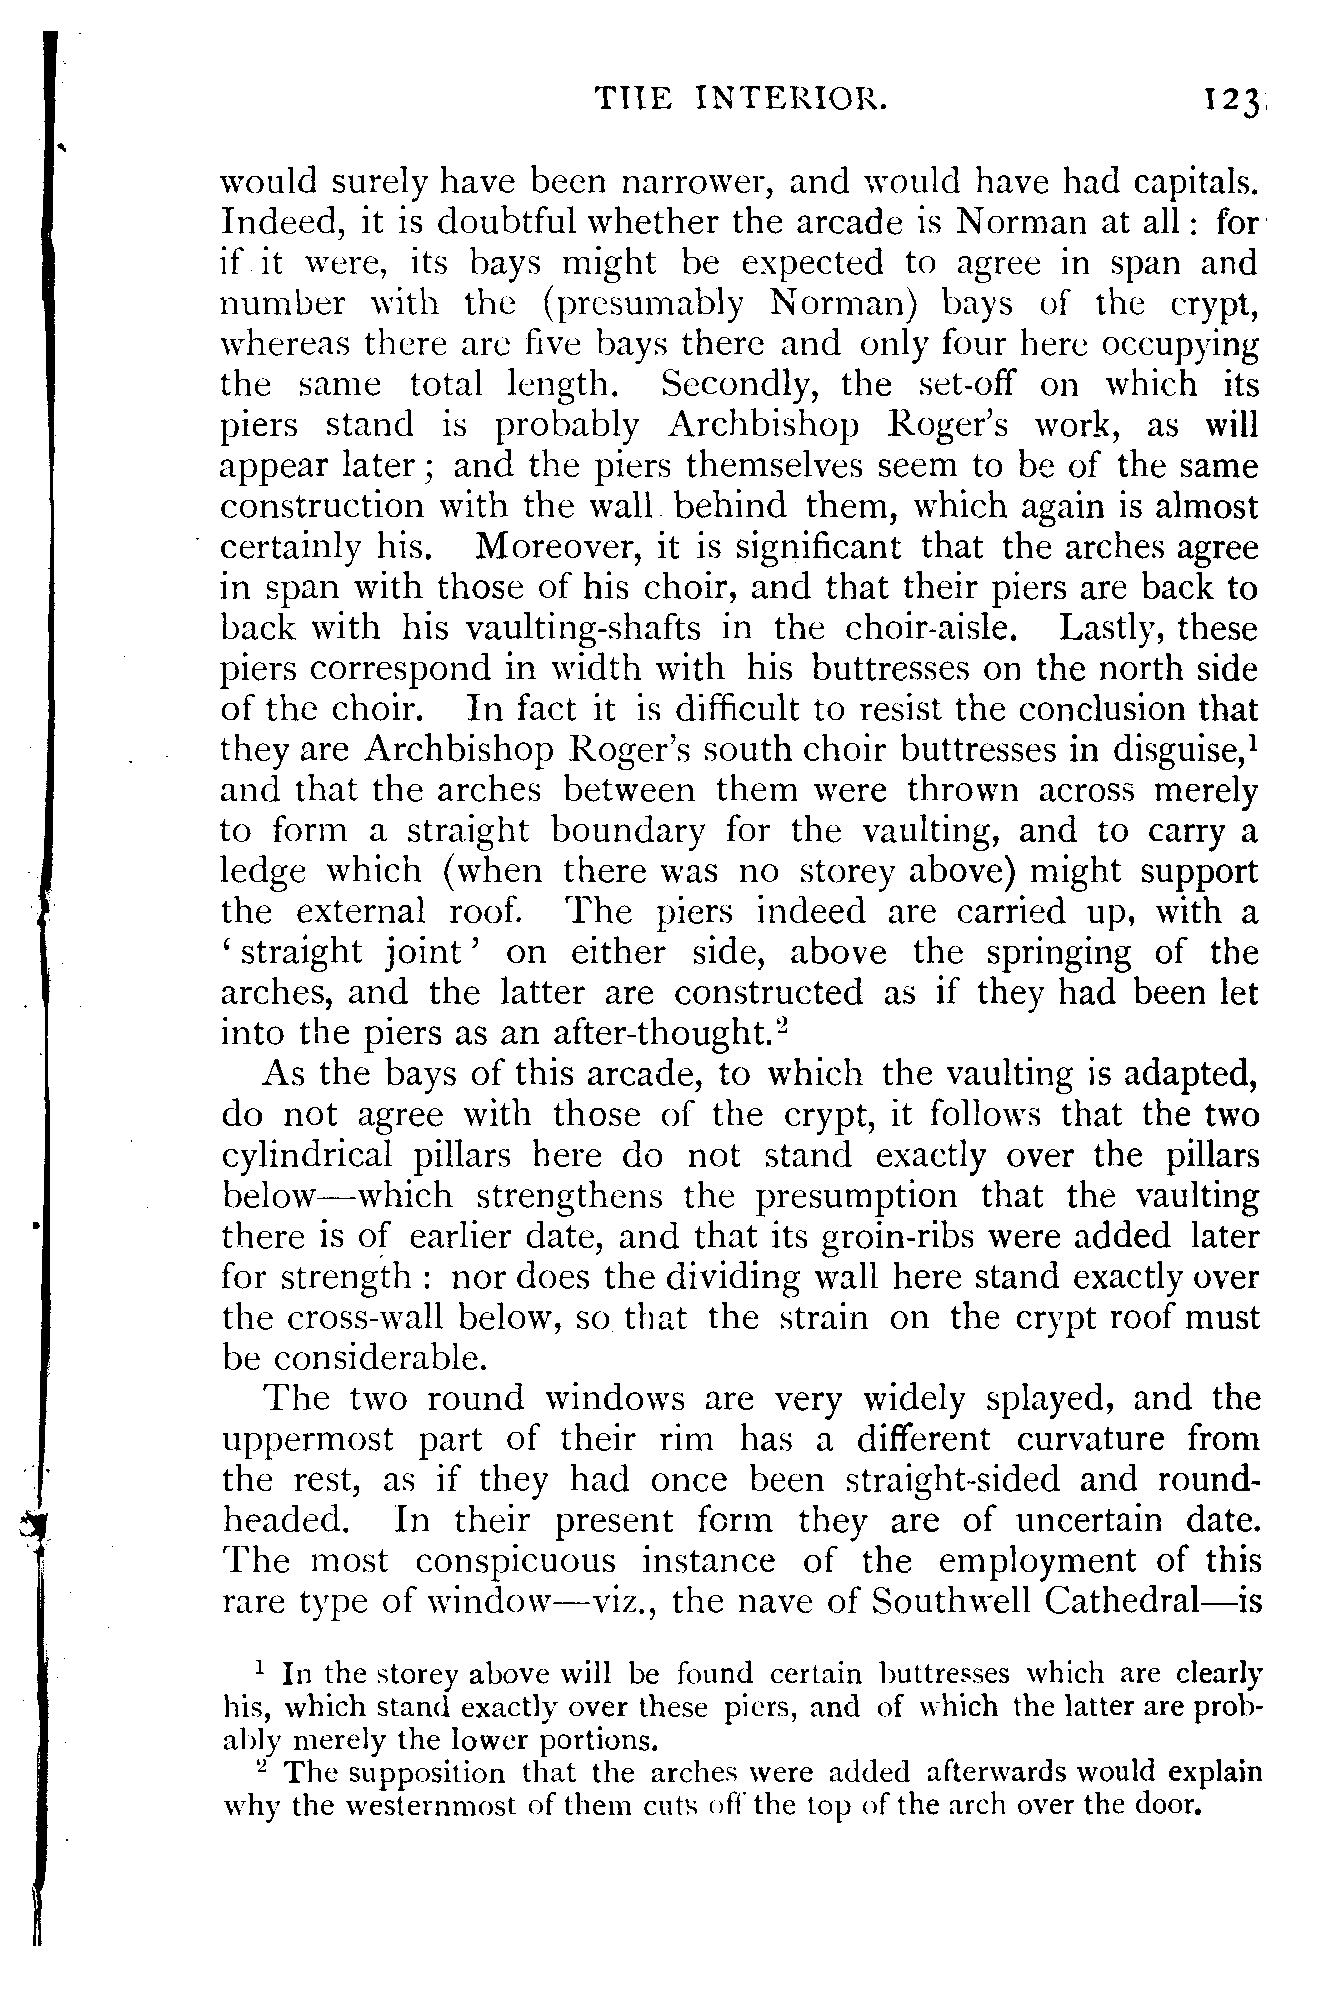 THE INTERIOR. 123
would surely have been narrower, and would have had capitals.
Indeed, it is doubtful whether the arcade is Norman at all : for
if it were, its bays might be expected to agree in span and
number with the (presumably Norman) bays of the crypt,
whereas there are five bays there and only four here occupying
the same total length. Secondly, the set-off on which its
piers stand is probably Archbishop Roger’s work, as will
appear later ; and the piers themselves seem to be of the same
construction with the wall behind them, which again is almost
certainly his. Moreover, it is significant that the arches agree
in span with those of his choir, and that their piers are back to
back with his vaulting-shafts in the choir-aisle. Lastly, these
piers correspond in width with his buttresses on the north side
of the choir. In fact it is difficult to resist the conclusion that
they are Archbishop Roger’s south choir buttresses in disguise,¹
and that the arches between them were thrown across merely
to form a straight boundary for the vaulting, and to carry a
ledge which (when there was no storey above) might support
the external roof. The piers indeed are carried up, with a
‘ straight joint ’ on either side, above the springing of the
arches, and the latter are constructed as if they had been let
into the piers as an after-thought.²
As the bays of this arcade, to which the vaulting is adapted,
do not agree with those of the crypt, it follows that the two
cylindrical pillars here do not stand exactly over the pillars
below—which strengthens the presumption that the vaulting
there is of earlier date, and that its groin-ribs were added later
for strength : nor does the dividing wall here stand exactly over
the cross-wall below, so that the strain on the crypt roof must
be considerable.
The two round windows are very widely splayed, and the
uppermost part of their rim has a different curvature from
the rest, as if they had once been straight-sided and round-
headed. In their present form they are of uncertain date.
The most conspicuous instance of the employment of this
rare type of window—viz., the nave of Southwell Cathedral—is
¹ In the storey above will be found certain buttresses which are clearly
his, which stand exactly over these piers, and of which the latter are prob-
ably merely the lower portions.
² The supposition that the arches were added afterwards would explain
why the westernmost of them cuts off the top of the arch over the door.